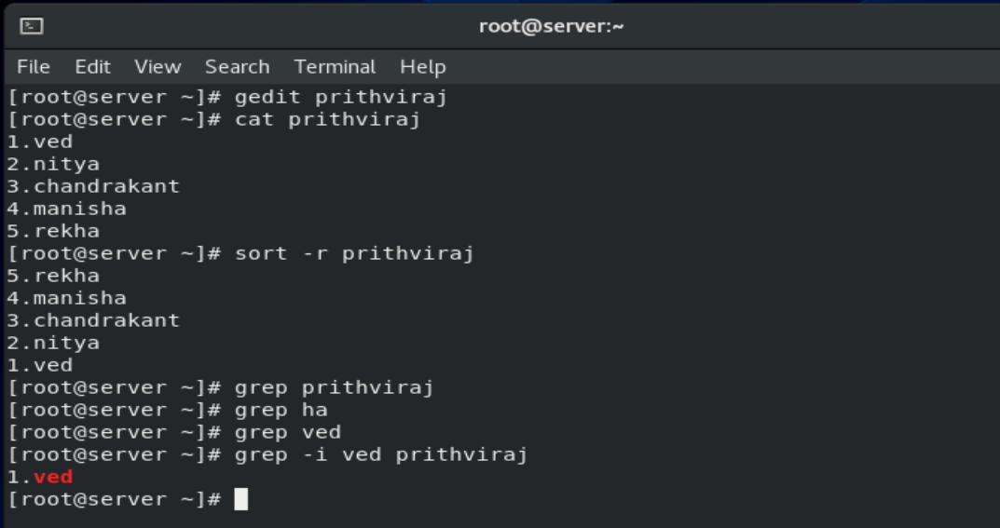 root@server:~
File Edit View Search Terminal Help
[root@server ~]# gedit prithviraj
[root@server ~]# cat prithviraj
1.ved
2.nitya
3.chandrakant
4.manisha
5.rekha
[root@server ~]# sort -r prithviraj
5.rekha
4.manisha
3.chandrakant
2.nitya
1.ved
[root@server ~]# grep prithviraj
[root@server ~]# grep ha
[root@server ~]# grep ved
[root@server ~]# grep -i ved prithviraj
1.ved
[root@server ~]#